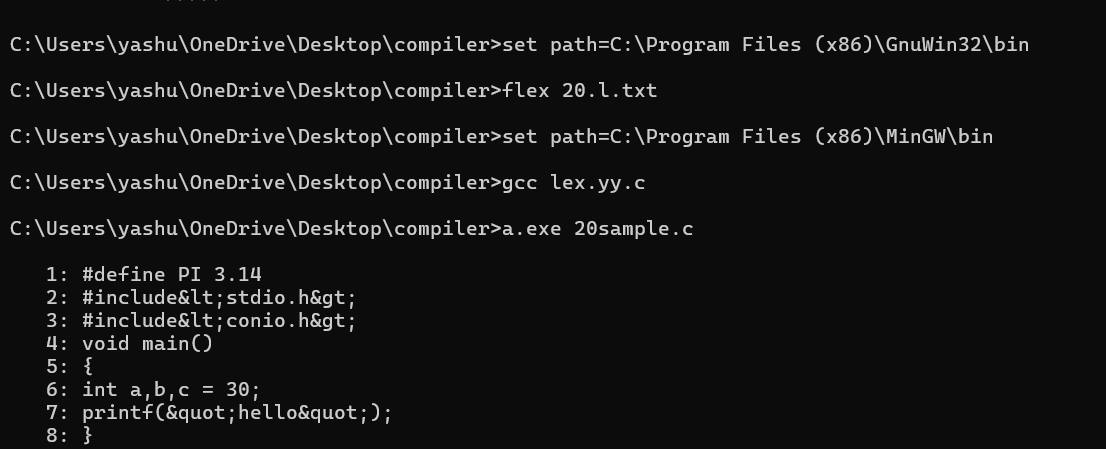 C:\Users\yashu\OneDrive\Desktop\compiler>set path=C:\Program Files (x86)\GnuWin32\bin
C:\Users\yashu\OneDrive\Desktop\compiler>flex 20.l.txt
C:\Users\yashu\OneDrive\Desktop\compiler>set path=C:\Program Files (x86)\MinGW\bin
C:\Users\yashu\OneDrive\Desktop\compiler>gcc lex.yy.c
C:\Users\yashu\OneDrive\Desktop\compiler>a.exe 20sample.c
1: #define PI 3.14
2: #include&lt;stdio.h&gt;
3: #include&lt;conio.h&gt;
4: void main()
5: {
6: int a,b,c = 30;
7: printf(&quot;hello&quot;);
8: }